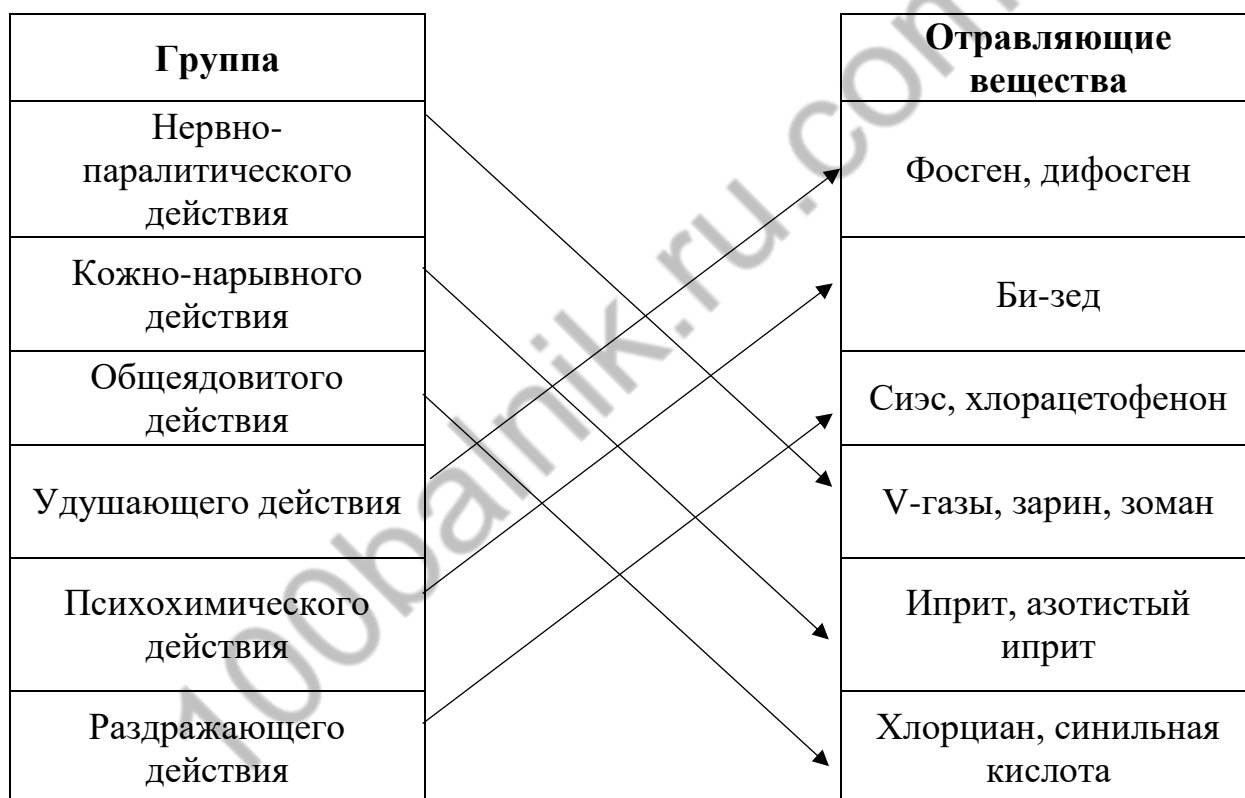 Группа
Нервно-
паралитического
действия
Кожно-нарывного
действия
Общеядовитого
действия
Удушающего действия
Психохимического
действия
Раздражающего
действия
Отравляющие
вещества
Фосген, дифосген
Би-зед
Сиэс, хлорацетофенон
V-газы, зарин, зоман
Иприт, азотистый
иприт
Хлорциан, синильная
кислота
100balnik.ru.com